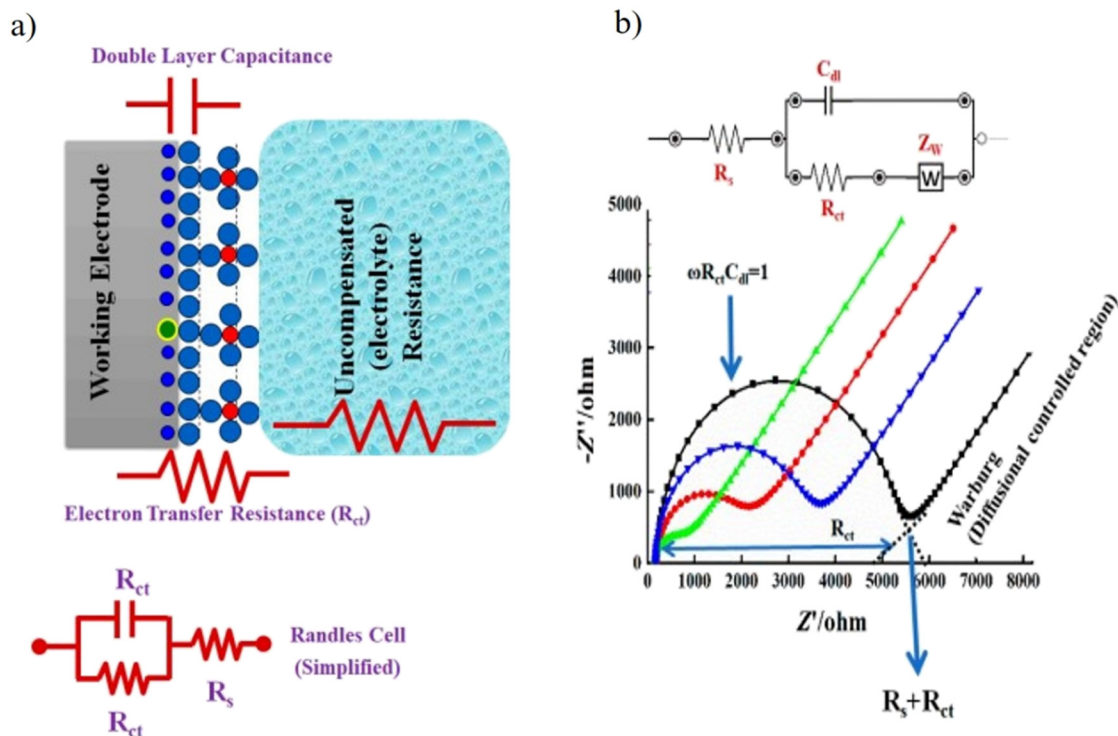 a)
Double Layer Capacitance
Working Electrode
Uncompensated
(electrolyte)
Resistance
Electron Transfer Resistance (Rct)
Rct
Rct
Rs
Randles Cell
(Simplified)
b)
Cdl
Rs
Rct
ZW
W
5000
4000
3000
2000
1000
0
-Z''/ohm
ωRctCdl=1
Rct
Warburg
(Diffusional controlled region)
0 1000 2000 3000 4000 5000 6000 7000 8000
Z'/ohm
Rs+Rct